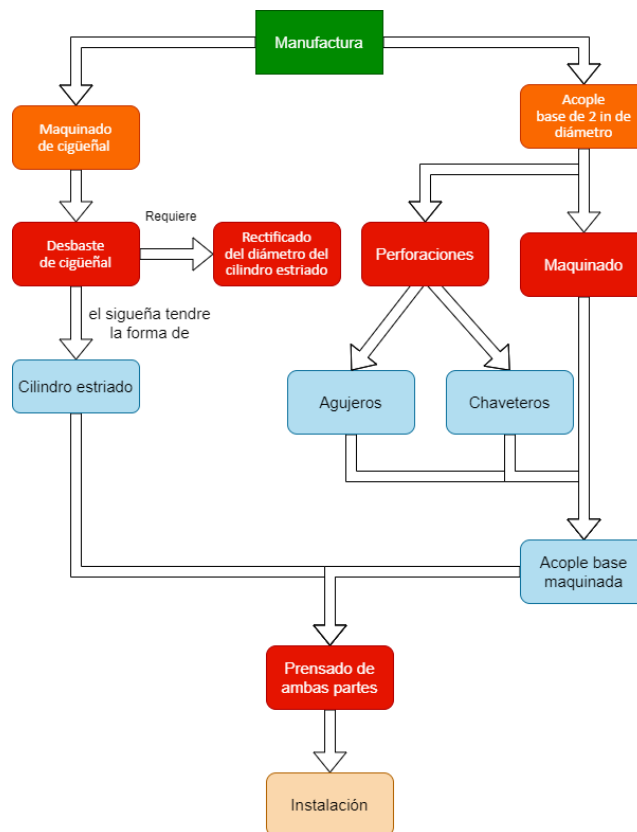 Manufactura
Maquinado
de cigüeñal
Acople
base de 2 in de
diámetro
Desbaste
de cigüeñal
Requiere
Rectificado
del diámetro del
cilindro estriado
Perforaciones
Maquinado
el sigueña tendre
la forma de
Cilindro estriado
Agujeros
Chaveteros
Acople base
maquinada
Prensado de
ambas partes
Instalación